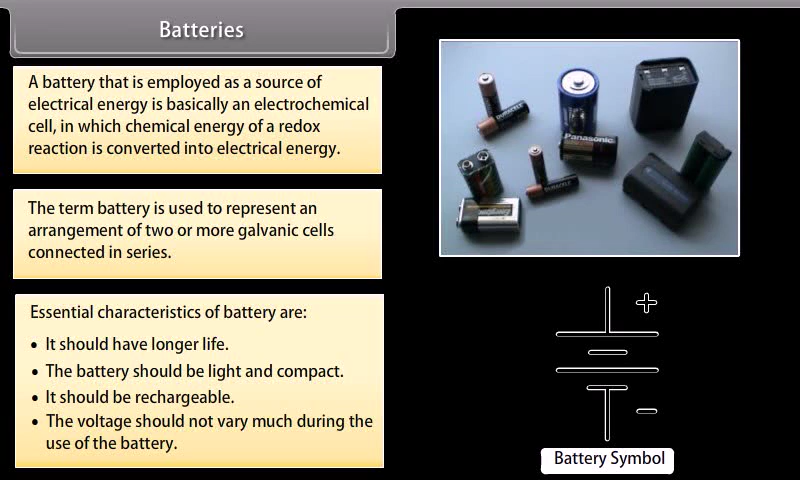 Batteries
A battery that is employed as a source of
electrical energy is basically an electrochemical
cell, in which chemical energy of a redox
reaction is converted into electrical energy.
The term battery is used to represent an
arrangement of two or more galvanic cells
connected in series.
Essential characteristics of battery are:
• It should have longer life.
• The battery should be light and compact.
• It should be rechargeable.
• The voltage should not vary much during the
use of the battery.
DURACELL
Panasonic
DURACELL
+
−
Battery Symbol